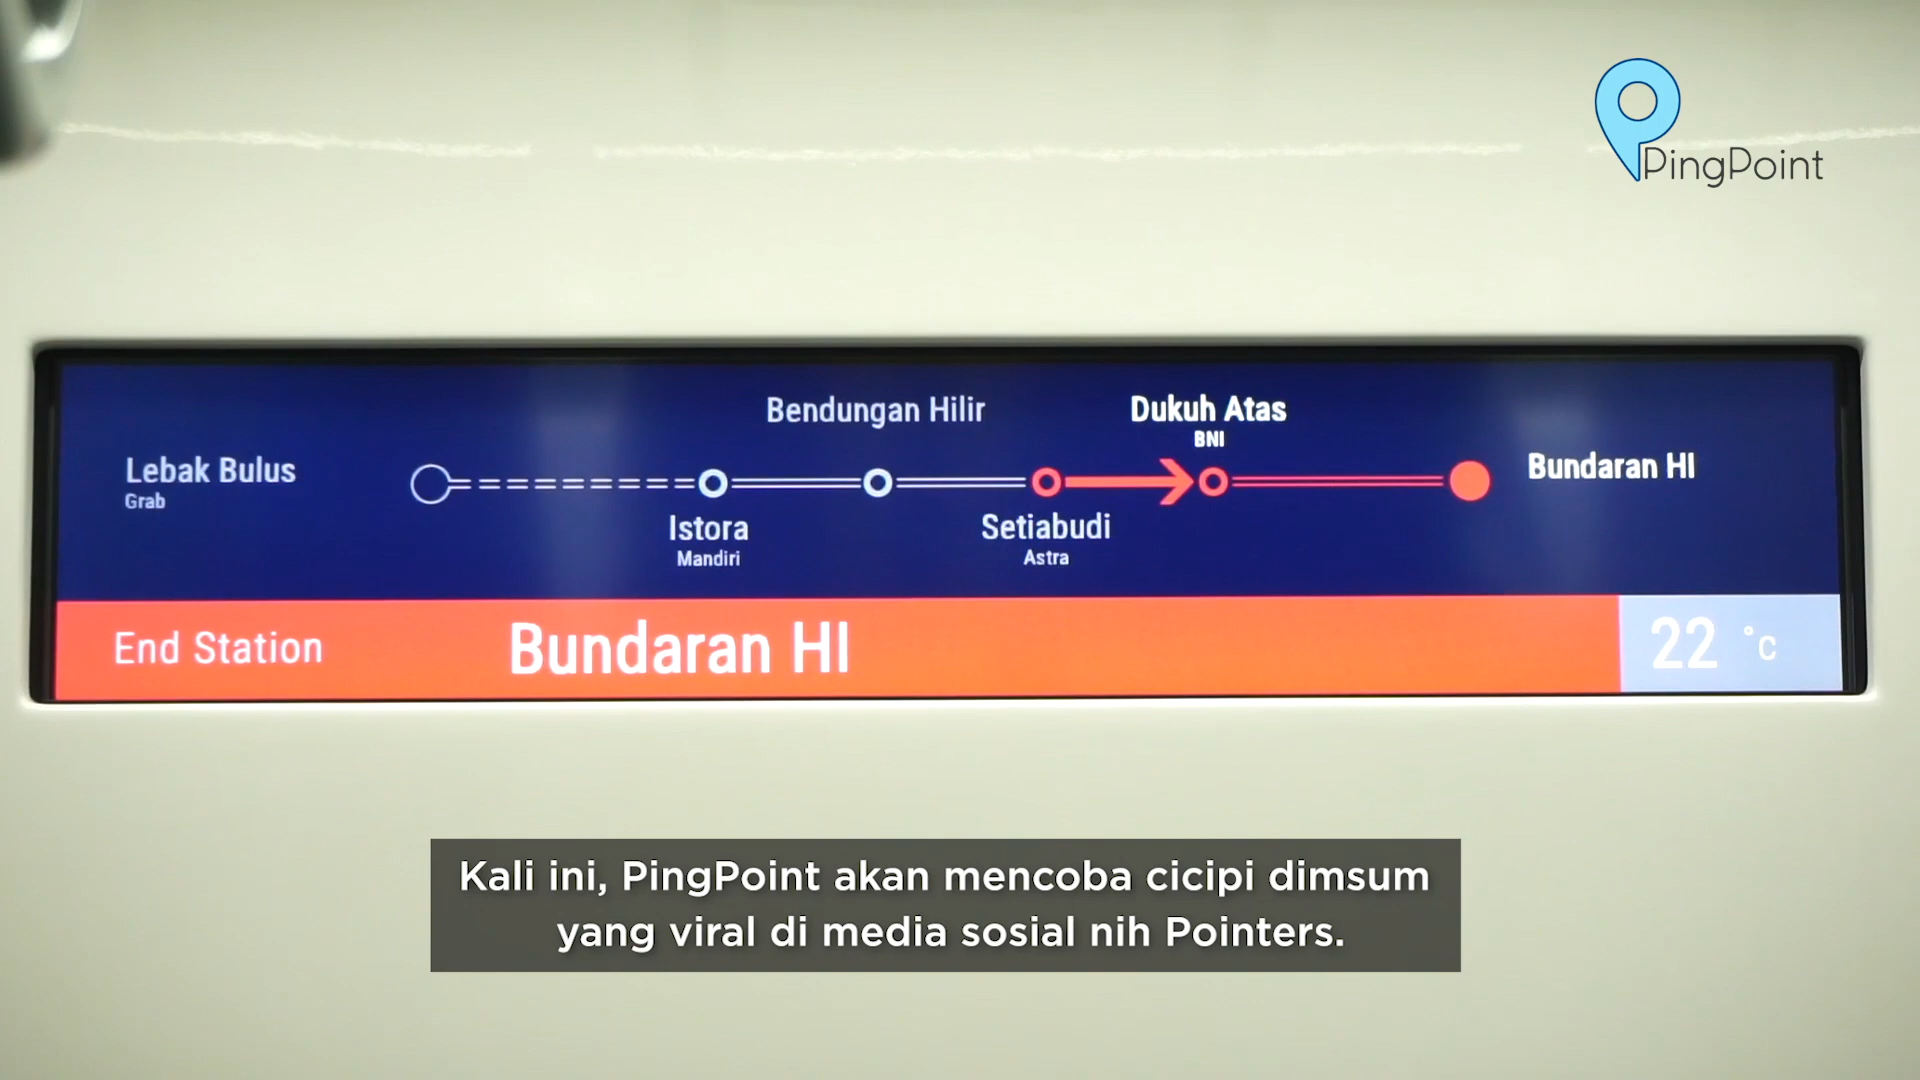 PingPoint
Bendungan Hilir
Dukuh Atas
BNI
Lebak Bulus
Grab
Bundaran HI
Istora
Mandiri
Setiabudi
Astra
End Station
Bundaran HI
22 °C
Kali ini, PingPoint akan mencoba cicipi dimsum
yang viral di media sosial nih Pointers.